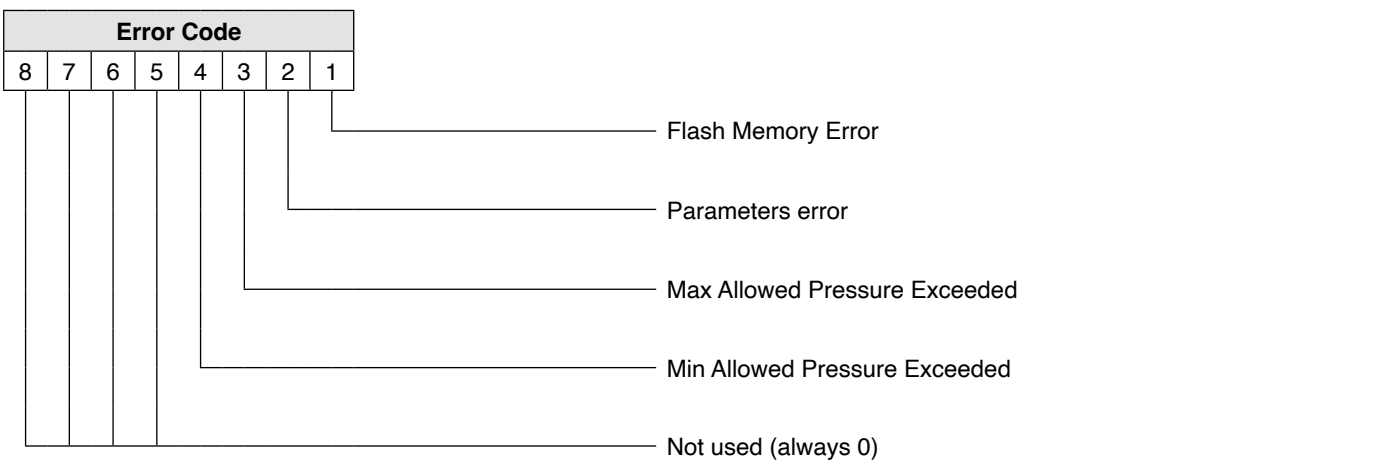 Error Code
8 7 6 5 4 3 2 1
Flash Memory Error
Parameters error
Max Allowed Pressure Exceeded
Min Allowed Pressure Exceeded
Not used (always 0)